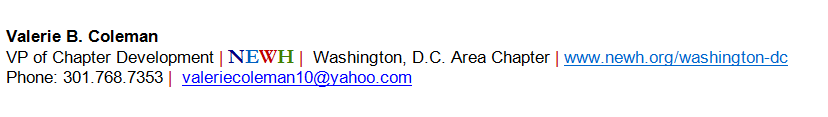 Valerie B. Coleman
VP of Chapter Development | NEWH | Washington, D.C. Area Chapter | www.newh.org/washington-dc
Phone: 301.768.7353 | valeriecoleman10@yahoo.com